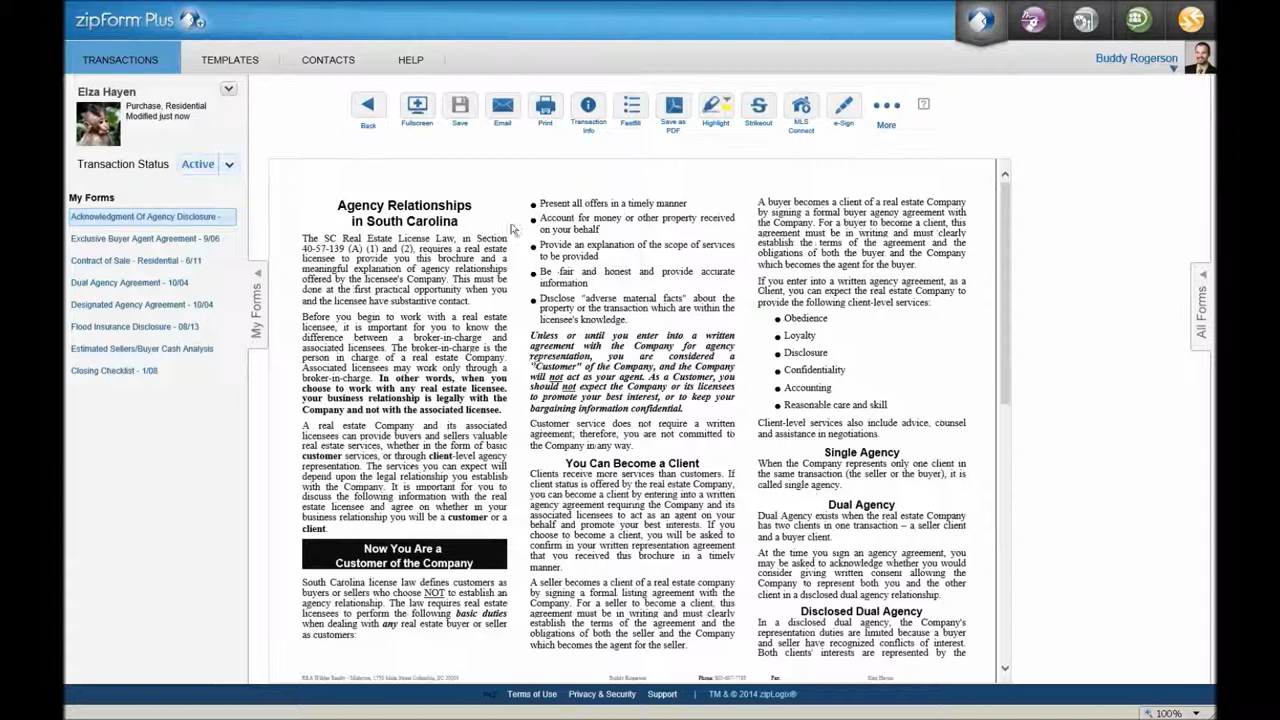 zipForm Plus
TRANSACTIONS
TEMPLATES
CONTACTS
HELP
Buddy Rogerson
Elza Hayen
Purchase, Residential
Modified just now
Transaction Status Active
My Forms
Acknowledgment Of Agency Disclosure -
Exclusive Buyer Agent Agreement - 9/06
Contract of Sale - Residential - 6/11
Dual Agency Agreement - 10/04
Designated Agency Agreement - 10/04
Flood Insurance Disclosure - 08/13
Estimated Sellers/Buyer Cash Analysis
Closing Checklist - 1/08
My Forms
Back
Fullscreen
Save
Email
Print
Transaction
Info
Fastfill
Save as
PDF
Highlight
Strikeout
MLS
Connect
e-Sign
More
?
Agency Relationships
in South Carolina
The SC Real Estate License Law, in Section
40-57-139 (A) (1) and (2), requires a real estate
licensee to provide you this brochure and a
meaningful explanation of agency relationships
offered by the licensee's Company. This must be
done at the first practical opportunity when you
and the licensee have substantive contact.
Before you begin to work with a real estate
licensee, it is important for you to know the
difference between a broker-in-charge and
associated licensees. The broker-in-charge is the
person in charge of a real estate Company.
Associated licensees may work only through a
broker-in-charge. In other words, when you
choose to work with any real estate licensee,
your business relationship is legally with the
Company and not with the associated licensee.
A real estate Company and its associated
licensees can provide buyers and sellers valuable
real estate services, whether in the form of basic
customer services, or through client-level agency
representation. The services you can expect will
depend upon the legal relationship you establish
with the Company. It is important for you to
discuss the following information with the real
estate licensee and agree on whether in your
business relationship you will be a customer or a
client.
Now You Are a
Customer of the Company
South Carolina license law defines customers as
buyers or sellers who choose NOT to establish an
agency relationship. The law requires real estate
licensees to perform the following basic duties
when dealing with any real estate buyer or seller
as customers:
● Present all offers in a timely manner
● Account for money or other property received
on your behalf
● Provide an explanation of the scope of services
to be provided
● Be fair and honest and provide accurate
information
● Disclose "adverse material facts" about the
property or the transaction which are within the
licensee's knowledge.
Unless or until you enter into a written
agreement with the Company for agency
representation, you are considered a
"Customer" of the Company, and the Company
will not act as your agent. As a Customer, you
should not expect the Company or its licensees
to promote your best interest, or to keep your
bargaining information confidential.
Customer service does not require a written
agreement; therefore, you are not committed to
the Company in any way.
You Can Become a Client
Clients receive more services than customers. If
client status is offered by the real estate Company,
you can become a client by entering into a written
agency agreement requring the Company and its
associated licensees to act as an agent on your
behalf and promote your best interests. If you
choose to become a client, you will be asked to
confirm in your written representation agreement
that you received this brochure in a timely
manner.
A seller becomes a client of a real estate company
by signing a formal listing agreement with the
Company. For a seller to become a client, this
agreement must be in writing and must clearly
establish the terms of the agreement and the
obligations of both the seller and the Company
which becomes the agent for the seller.
A buyer becomes a client of a real estate Company
by signing a formal buyer agency agreement with
the Company. For a buyer to become a client, this
agreement must be in writing and must clearly
establish the terms of the agreement and the
obligations of both the buyer and the Company
which becomes the agent for the buyer.
If you enter into a written agency agreement, as a
Client, you can expect the real estate Company to
provide the following client-level services:
● Obedience
● Loyalty
● Disclosure
● Confidentiality
● Accounting
● Reasonable care and skill
Client-level services also include advice, counsel
and assistance in negotiations.
Single Agency
When the Company represents only one client in
the same transaction (the seller or the buyer), it is
called single agency.
Dual Agency
Dual Agency exists when the real estate Company
has two clients in one transaction – a seller client
and a buyer client.
At the time you sign an agency agreement, you
may be asked to acknowledge whether you would
consider giving written consent allowing the
Company to represent both you and the other
client in a disclosed dual agency relationship.
Disclosed Dual Agency
In a disclosed dual agency, the Company's
representation duties are limited because a buyer
and seller have recognized conflicts of interest.
Both clients' interests are represented by the
Buddy Rogerson
Phone:
Fax:
Elza Hayen
All Forms
Terms of Use
Privacy & Security
Support
| TM & © 2014 zipLogix®
100%